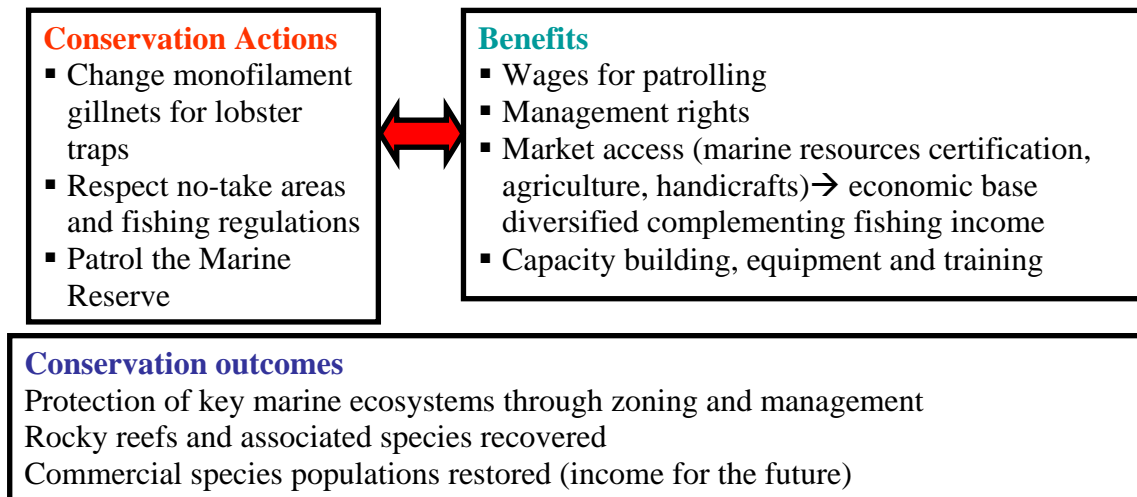 Conservation Actions
▪ Change monofilament
gillnets for lobster
traps
▪ Respect no-take areas
and fishing regulations
▪ Patrol the Marine
Reserve
Benefits
▪ Wages for patrolling
▪ Management rights
▪ Market access (marine resources certification,
agriculture, handicrafts)→ economic base
diversified complementing fishing income
▪ Capacity building, equipment and training
Conservation outcomes
Protection of key marine ecosystems through zoning and management
Rocky reefs and associated species recovered
Commercial species populations restored (income for the future)